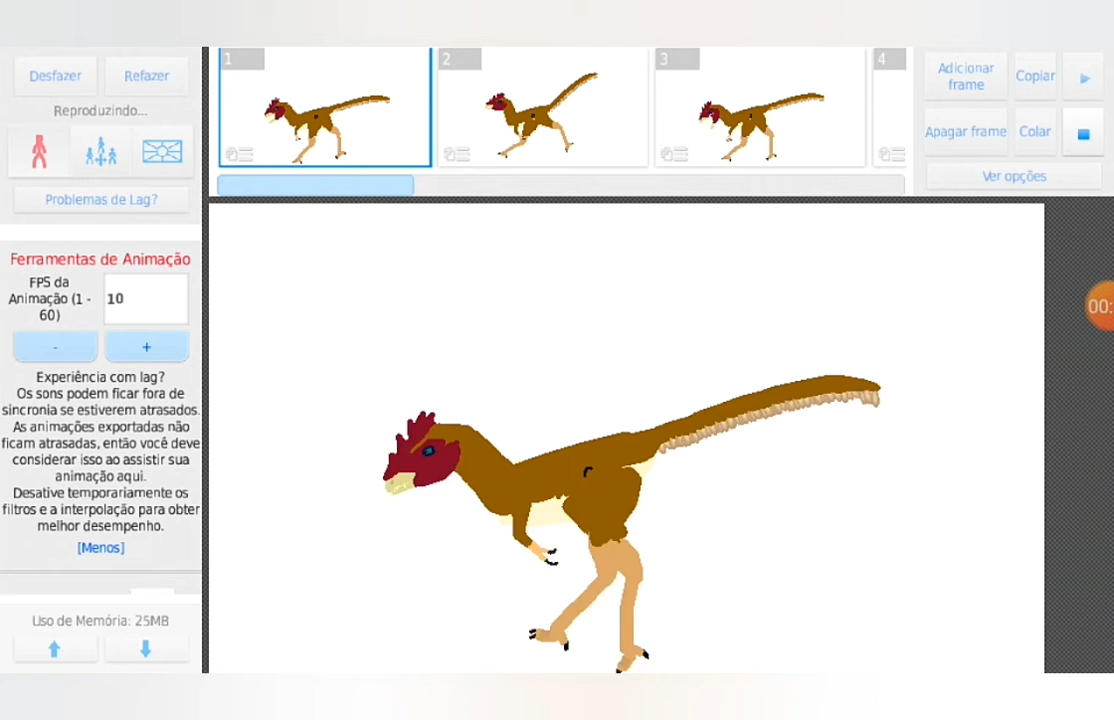 Desfazer
Refazer
Reproduzindo...
Problemas de Lag?
Ferramentas de Animação
FPS da
Animação (1 -
60)
10
-
+
Experiência com lag?
Os sons podem ficar fora de
sincronia se estiverem atrasados.
As animações exportadas não
ficam atrasadas, então você deve
considerar isso ao assistir sua
animação aqui.
Desative temporariamente os
filtros e a interpolação para obter
melhor desempenho.
[Menos]
Uso de Memória: 25MB
1
2
3
4
Adicionar
frame
Copiar
Apagar frame
Colar
Ver opções
00: